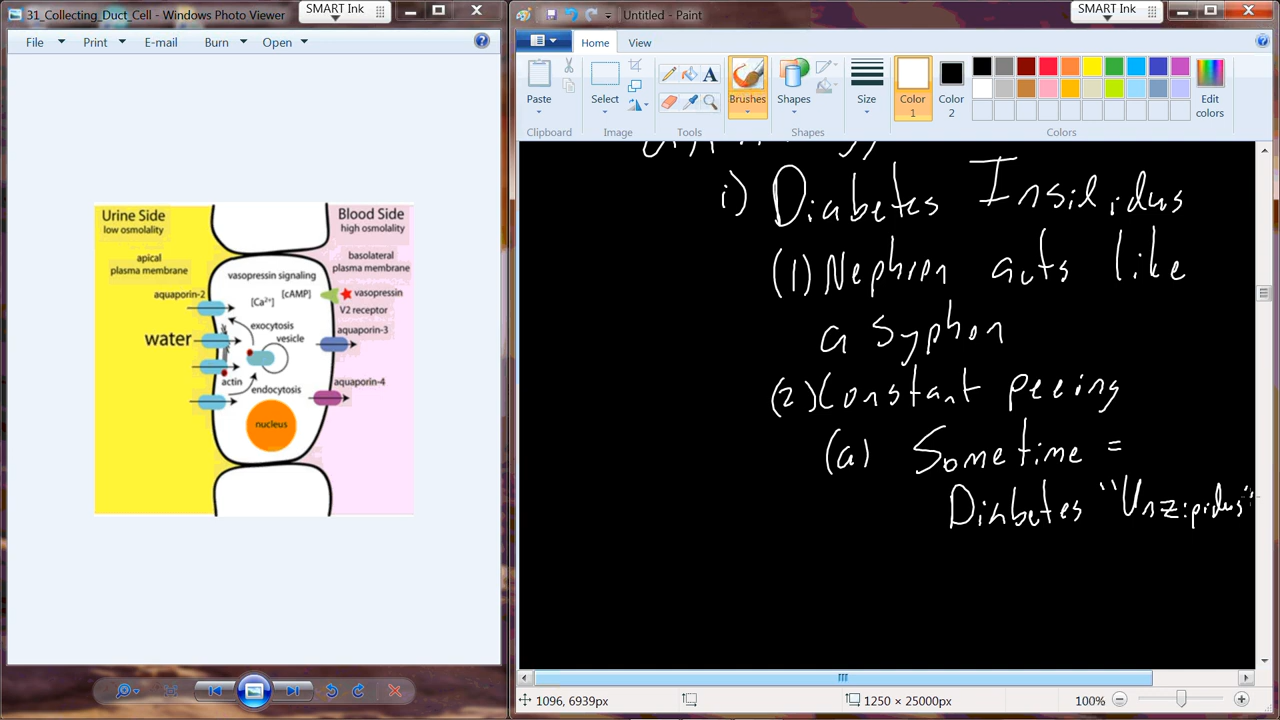 31_Collecting_Duct_Cell - Windows Photo Viewer
SMART Ink
File Print E-mail Burn Open
Urine Side
low osmolality
Blood Side
high osmolality
apical
plasma membrane
basolateral
plasma membrane
vasopressin signaling
[cAMP]
[Ca2+]
vasopressin
V2 receptor
aquaporin-2
exocytosis
vesicle
aquaporin-3
water
actin
endocytosis
aquaporin-4
nucleus
Untitled - Paint
SMART Ink
Home View
Paste
Select
Brushes
Shapes
Size
Color
1
Color
2
Edit
colors
Clipboard Image Tools Shapes Colors
i) Diabetes Insilidus
(1) Nephron acts like
a Syphon
(2) Constant peeing
(a) Sometime =
Diabetes "Unzipidus"
1096, 6939px
1250 × 25000px
100%